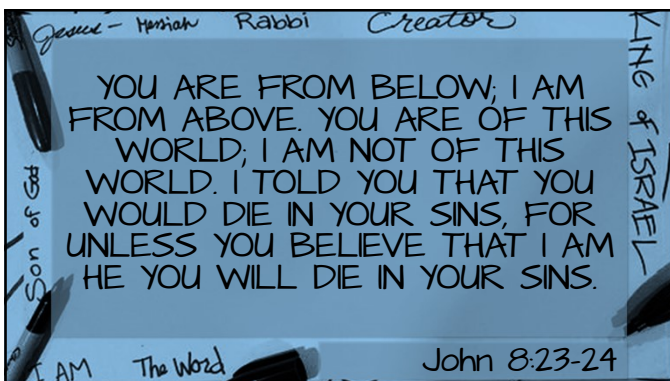 Jesus - Messiah Rabbi Creator
KING of ISRAEL
YOU ARE FROM BELOW; I AM
FROM ABOVE. YOU ARE OF THIS
WORLD; I AM NOT OF THIS
WORLD. I TOLD YOU THAT YOU
WOULD DIE IN YOUR SINS, FOR
UNLESS YOU BELIEVE THAT I AM
HE YOU WILL DIE IN YOUR SINS.
Son of God
John 8:23-24
I AM The Word